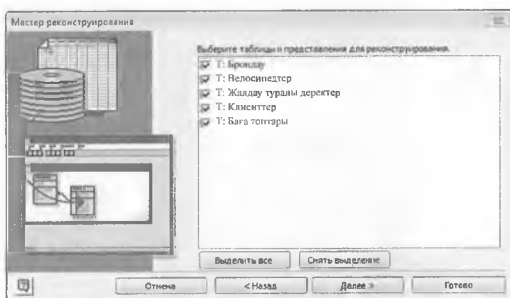 Мастер реконструирования
Выберите таблицы и представления для реконструирования.
Т: Брондау
Т: Велосипедтер
Т: Жалдау туралы деректер
Т: Клиенттер
Т: Баға топтары
Выделить все
Снять выделение
Отмена
< Назад
Далее >
Готово